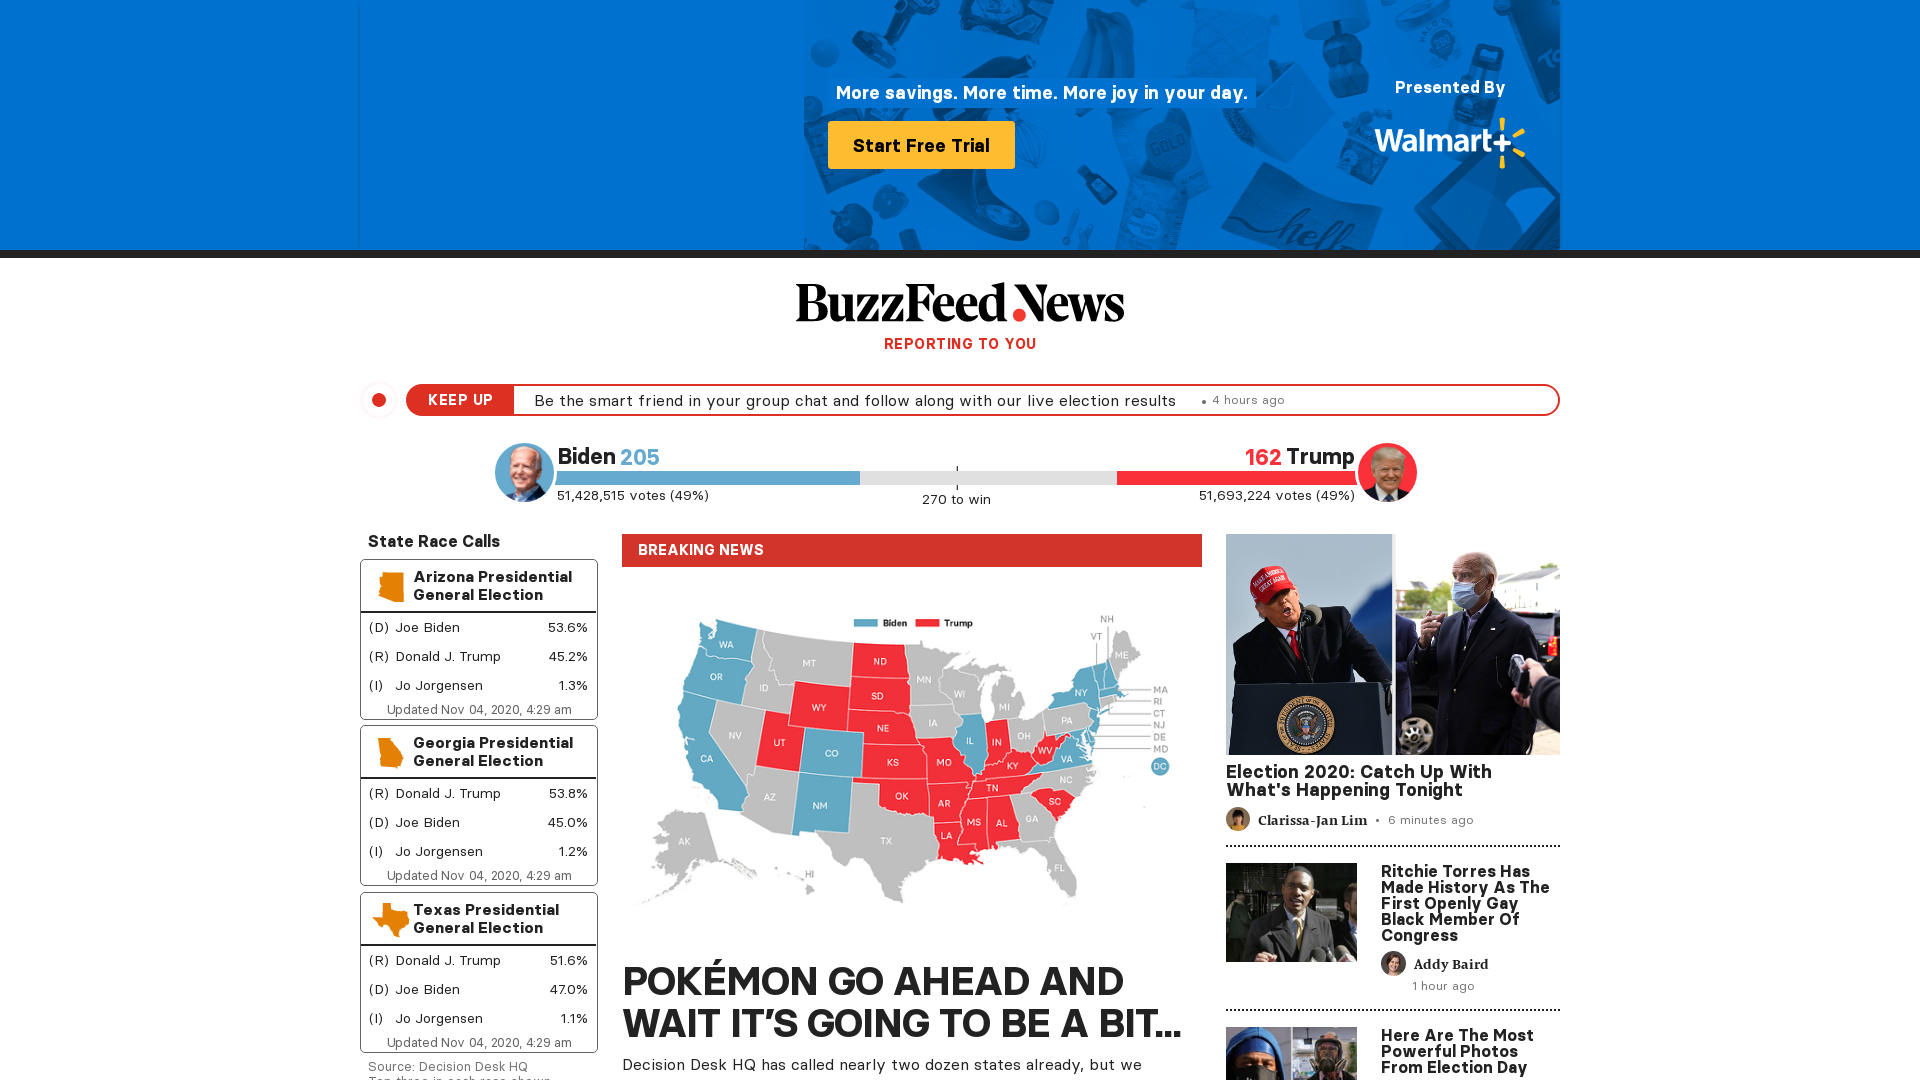 More savings. More time. More joy in your day.
Start Free Trial
Presented By
Walmart+
BuzzFeed News
REPORTING TO YOU
KEEP UP
Be the smart friend in your group chat and follow along with our live election results
• 4 hours ago
Biden 205
162 Trump
51,428,515 votes (49%)
270 to win
51,693,224 votes (49%)
State Race Calls
Arizona Presidential
General Election
(D) Joe Biden 53.6%
(R) Donald J. Trump 45.2%
(I) Jo Jorgensen 1.3%
Updated Nov 04, 2020, 4:29 am
Georgia Presidential
General Election
(R) Donald J. Trump 53.8%
(D) Joe Biden 45.0%
(I) Jo Jorgensen 1.2%
Updated Nov 04, 2020, 4:29 am
Texas Presidential
General Election
(R) Donald J. Trump 51.6%
(D) Joe Biden 47.0%
(I) Jo Jorgensen 1.1%
Updated Nov 04, 2020, 4:29 am
Source: Decision Desk HQ
BREAKING NEWS
Biden Trump
NH
VT
WA
MT
ND
MN
ME
OR
ID
SD
WI
NY
MA
RI
WY
MI
CT
IA
PA
NJ
NE
NV
UT
IL
IN
OH
DE
CO
WV
MD
CA
KS
MO
KY
VA
DC
AZ
NM
OK
AR
TN
NC
SC
MS
AL
GA
LA
TX
AK
HI
FL
POKÉMON GO AHEAD AND
WAIT IT’S GOING TO BE A BIT...
Decision Desk HQ has called nearly two dozen states already, but we
Election 2020: Catch Up With
What's Happening Tonight
Clarissa-Jan Lim • 6 minutes ago
Ritchie Torres Has
Made History As The
First Openly Gay
Black Member Of
Congress
Addy Baird
1 hour ago
Here Are The Most
Powerful Photos
From Election Day
hello
GOLD